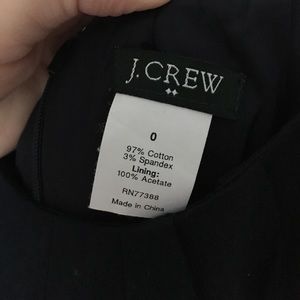 J.CREW
0
97% Cotton
3% Spandex
Lining:
100% Acetate
RN77388
Made in China